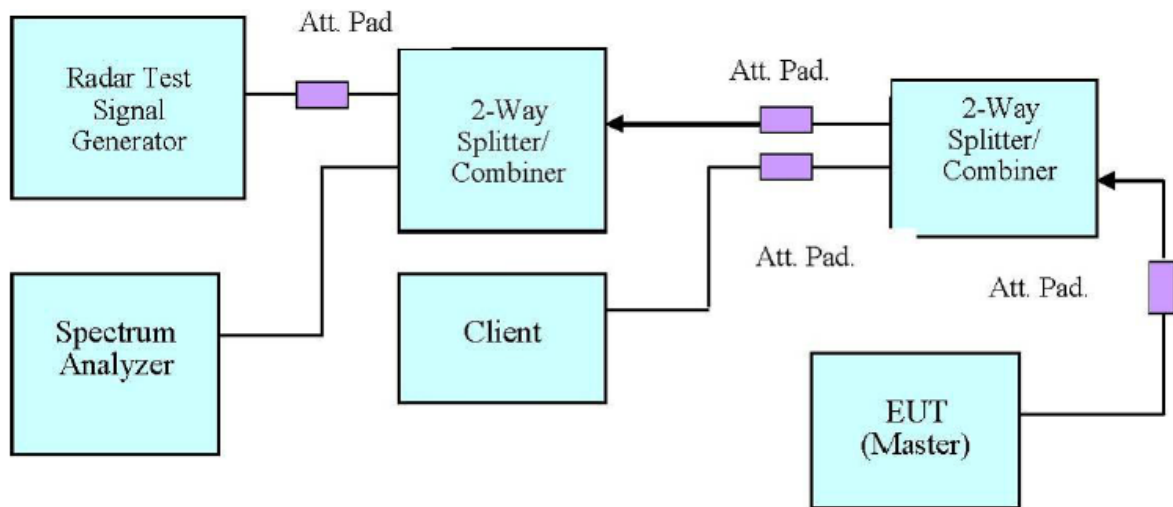 Att. Pad
Radar Test
Signal
Generator
2-Way
Splitter/
Combiner
Att. Pad.
2-Way
Splitter/
Combiner
Att. Pad.
Att. Pad.
Spectrum
Analyzer
Client
EUT
(Master)